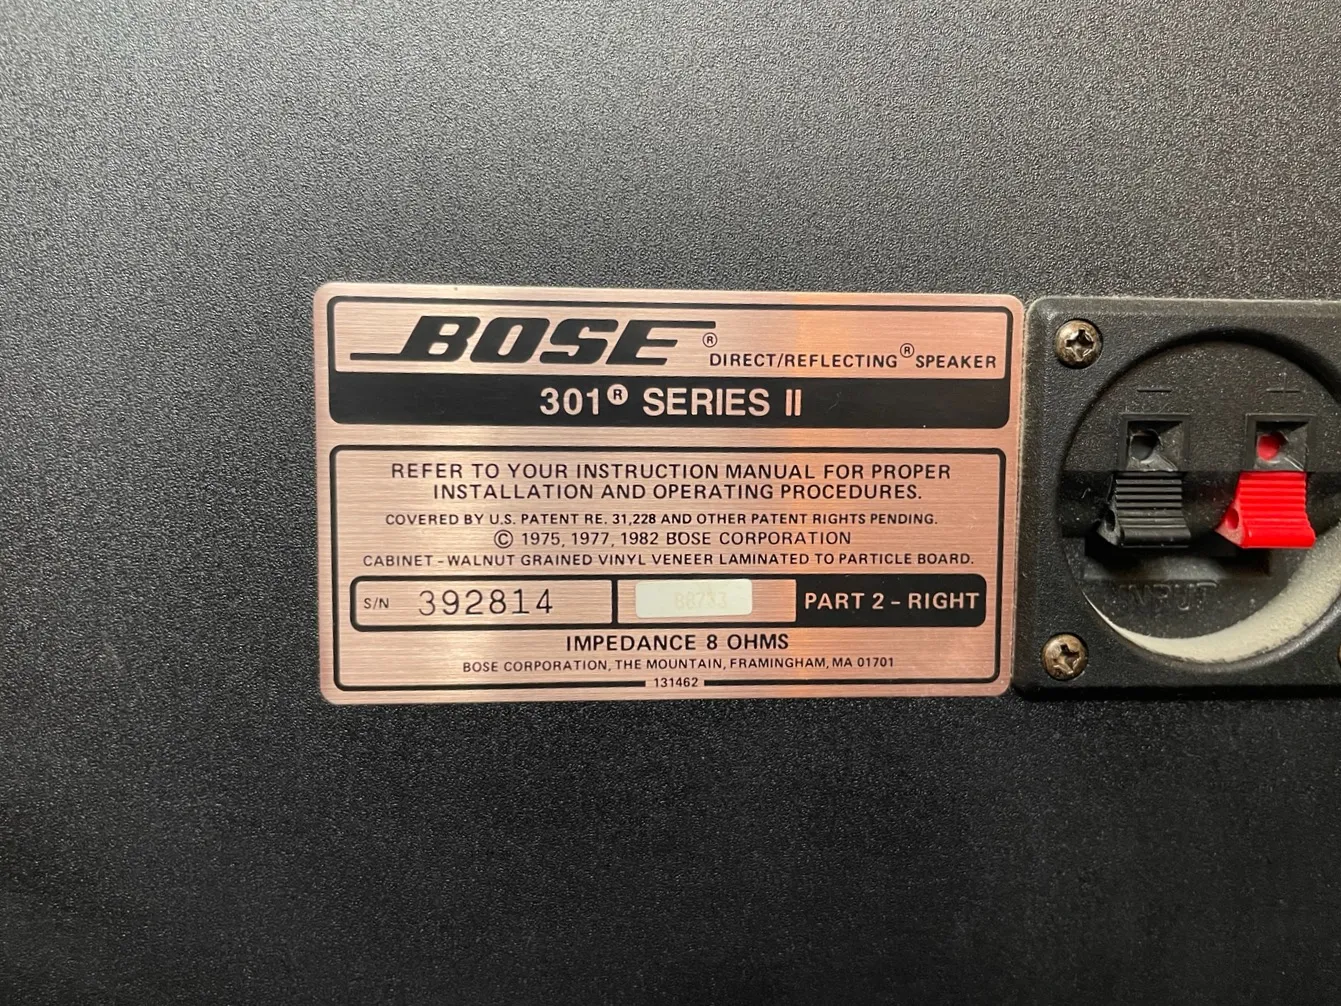 BOSE® DIRECT/REFLECTING® SPEAKER
301® SERIES II
REFER TO YOUR INSTRUCTION MANUAL FOR PROPER
INSTALLATION AND OPERATING PROCEDURES.
COVERED BY U.S. PATENT RE. 31,228 AND OTHER PATENT RIGHTS PENDING.
© 1975, 1977, 1982 BOSE CORPORATION
CABINET - WALNUT GRAINED VINYL VENEER LAMINATED TO PARTICLE BOARD.
S/N 392814 PART 2 - RIGHT
IMPEDANCE 8 OHMS
BOSE CORPORATION, THE MOUNTAIN, FRAMINGHAM, MA 01701
131462
− +
INPUT